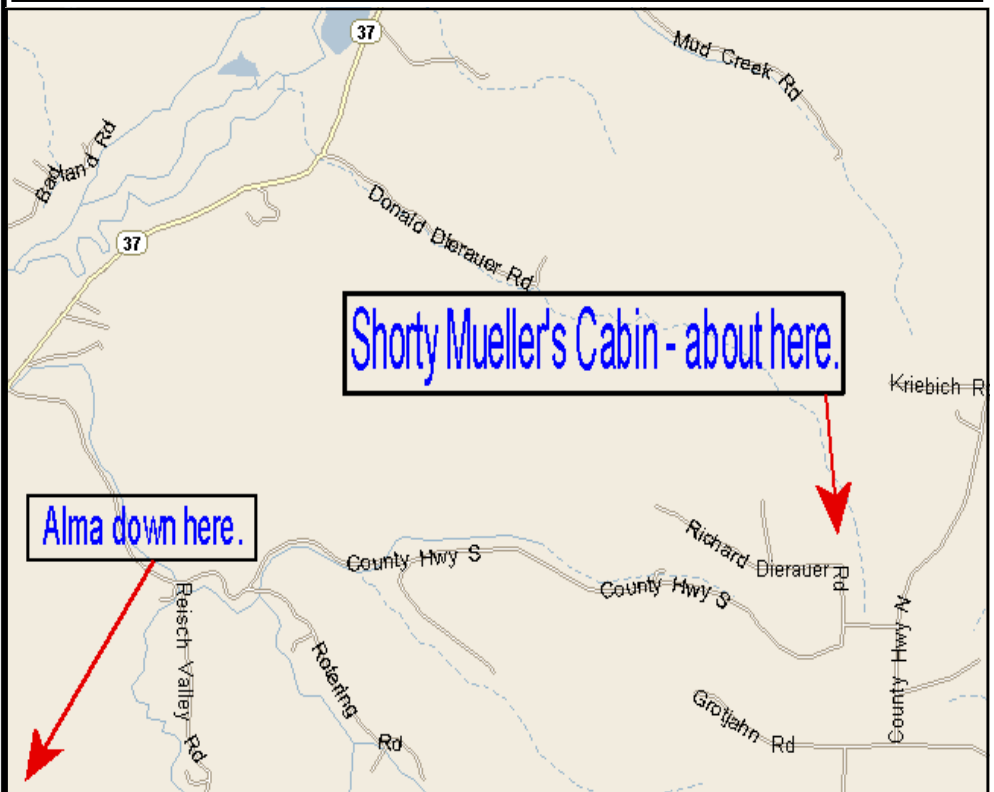 37
Mud Creek Rd
Badland Rd
Donald Dierauer Rd
37
Shorty Mueller's Cabin - about here.
Kriebich R
Alma down here.
Richard Dierauer Rd
County Hwy S
County Hwy S
Reisch Valley Rd
Rotering Rd
County Hwy N
Grotjahn Rd